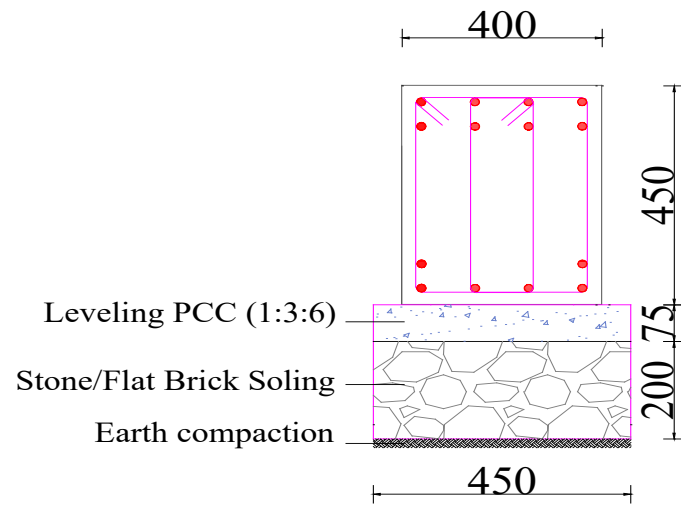 400
450
Leveling PCC (1:3:6)
75
Stone/Flat Brick Soling
200
Earth compaction
450